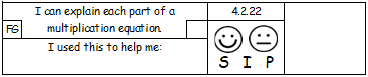 I can explain each part of a
multiplication equation.
4.2.22
FG
I used this to help me:
S I P